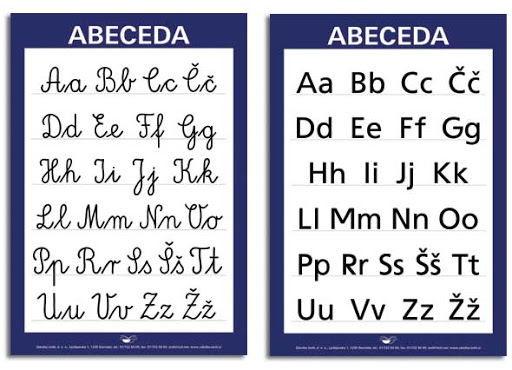 ABECEDA
Aa Bb Cc Čč
Dd Ee Ff Gg
Hh Ii Jj Kk
Ll Mm Nn Oo
Pp Rr Ss Šš Tt
Uu Vv Zz Žž
ABECEDA
Aa Bb Cc Čč
Dd Ee Ff Gg
Hh Ii Jj Kk
Ll Mm Nn Oo
Pp Rr Ss Šš Tt
Uu Vv Zz Žž